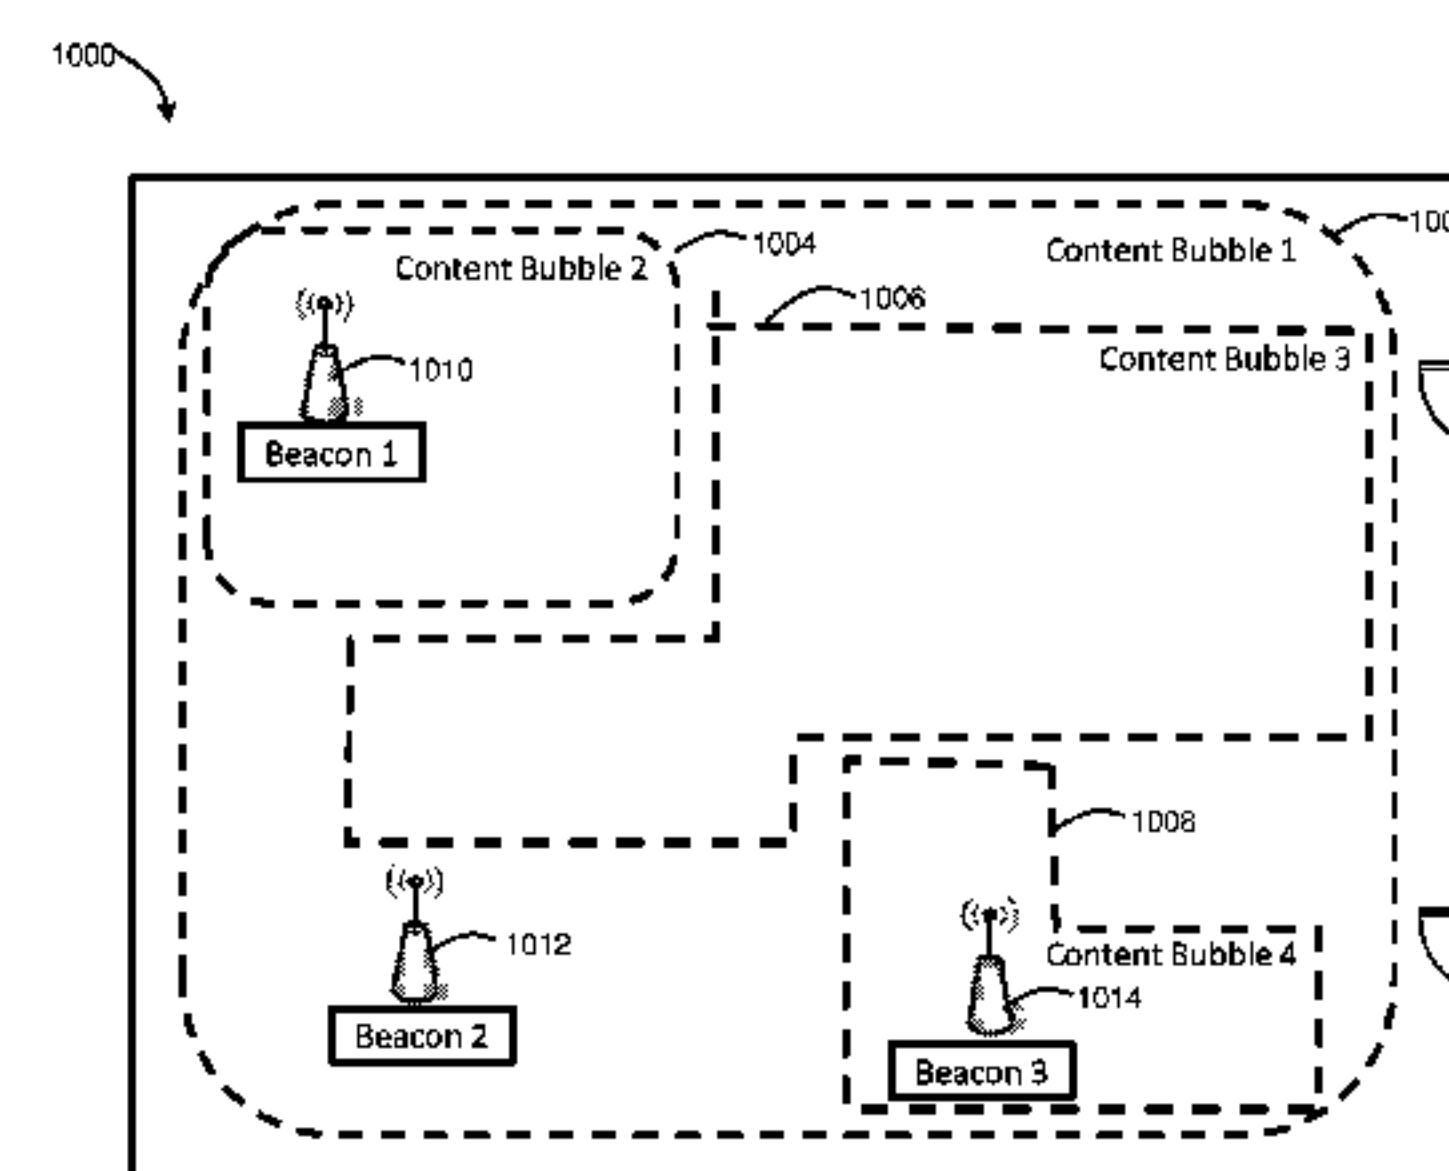 1000
100
Content Bubble 1
1004
Content Bubble 2
1006
Content Bubble 3
1010
Beacon 1
1008
1012
Content Bubble 4
1014
Beacon 2
Beacon 3